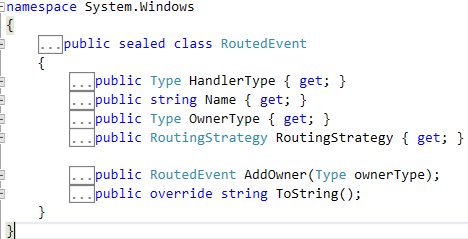 namespace System.Windows
{
...public sealed class RoutedEvent
{
...public Type HandlerType { get; }
...public string Name { get; }
...public Type OwnerType { get; }
...public RoutingStrategy RoutingStrategy { get; }
...public RoutedEvent AddOwner(Type ownerType);
...public override string ToString();
}
}